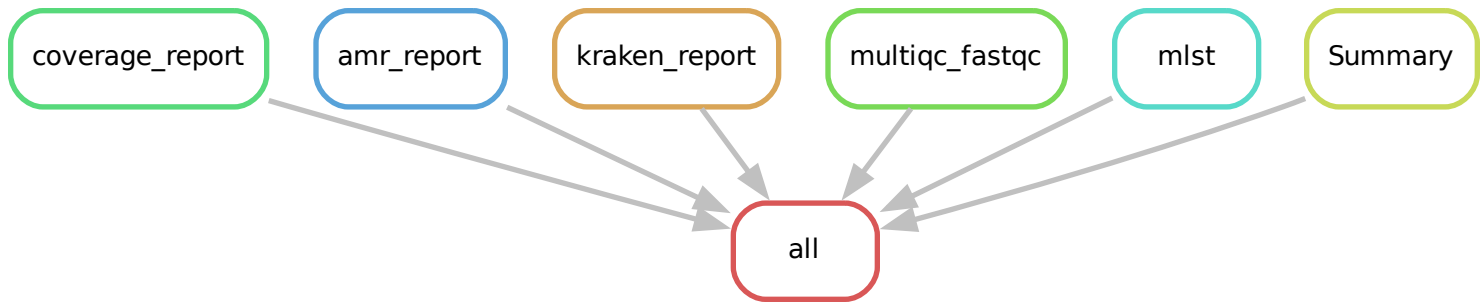 coverage_report
amr_report
kraken_report
multiqc_fastqc
mlst
Summary
all